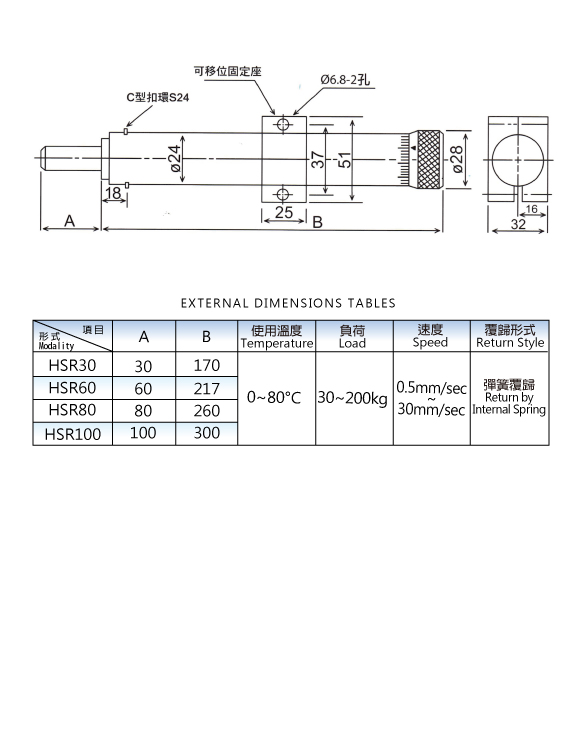 可移位固定座
Ø6.8-2孔
C型扣環S24
ø24
37
51
ø28
18
25
A
B
16
32
EXTERNAL DIMENSIONS TABLES
項目
形式
Modality
A
B
使用溫度
Temperature
負荷
Load
速度
Speed
覆歸形式
Return Style
HSR30 30 170
HSR60 60 217
HSR80 80 260
HSR100 100 300
0~80°C
30~200kg
0.5mm/sec
~
30mm/sec
彈簧覆歸
Return by
Internal Spring